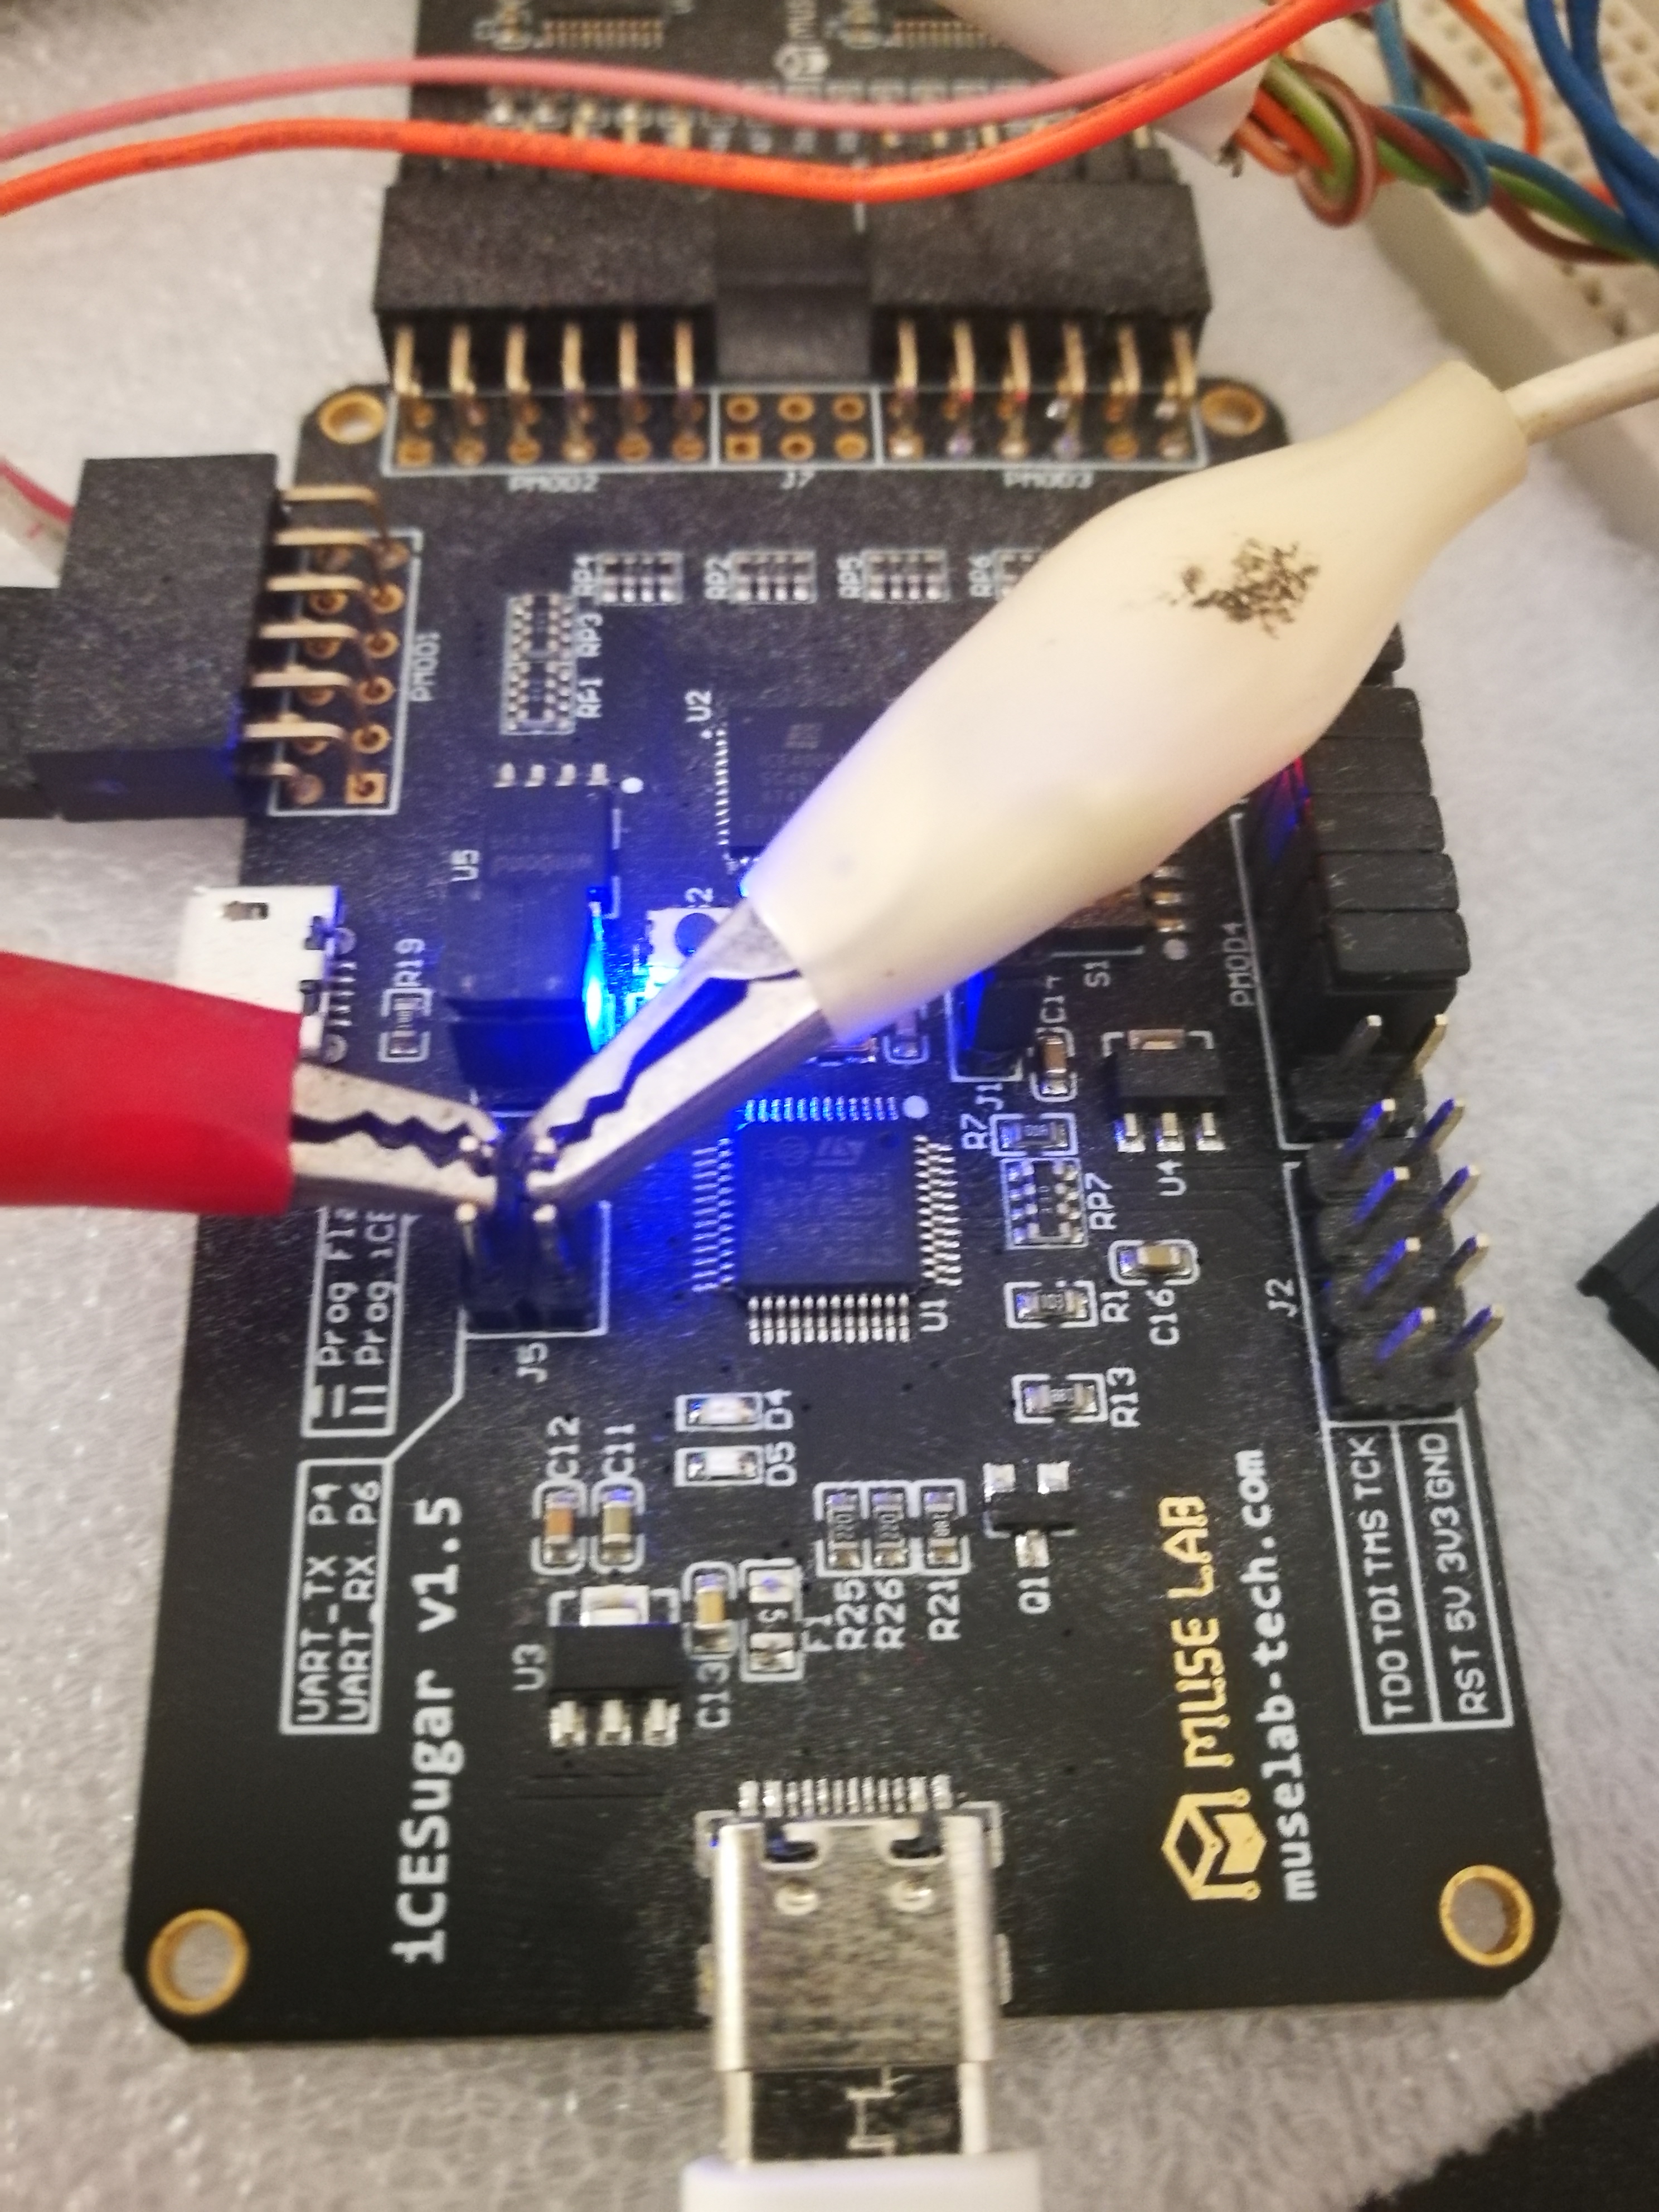 PMOD2
J7
PMOD3
RP4
RP2
RP5
RP6
RP3
RP1
PMOD1
U2
U5
R19
S1
PMOD4
J1
R7
U4
RP7
U1
R1
C16
J2
R13
J5
Prog
Prog iCE
UART_TX P4
UART_RX P6
iCESugar v1.5
D4
D5
C12
C11
U3
C13
F1
R25
R26
R21
Q1
MUSE LAB
muselab-tech.com
TDO TDI TMS TCK
RST 5V 3V3 GND